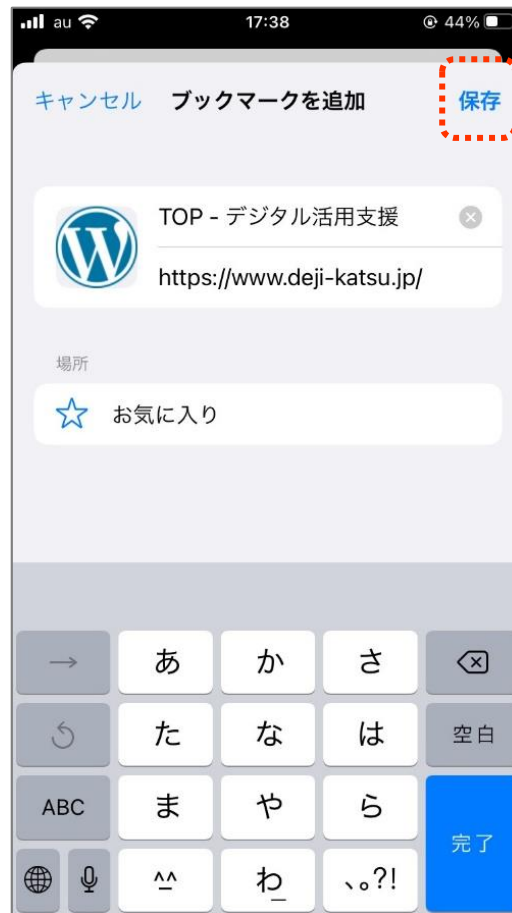 au 17:38 44%
キャンセル ブックマークを追加 保存
TOP - デジタル活用支援
https://www.deji-katsu.jp/
場所
お気に入り
→ あ か さ
た な は 空白
ABC ま や ら
完了
^^ わ_ 、。?!